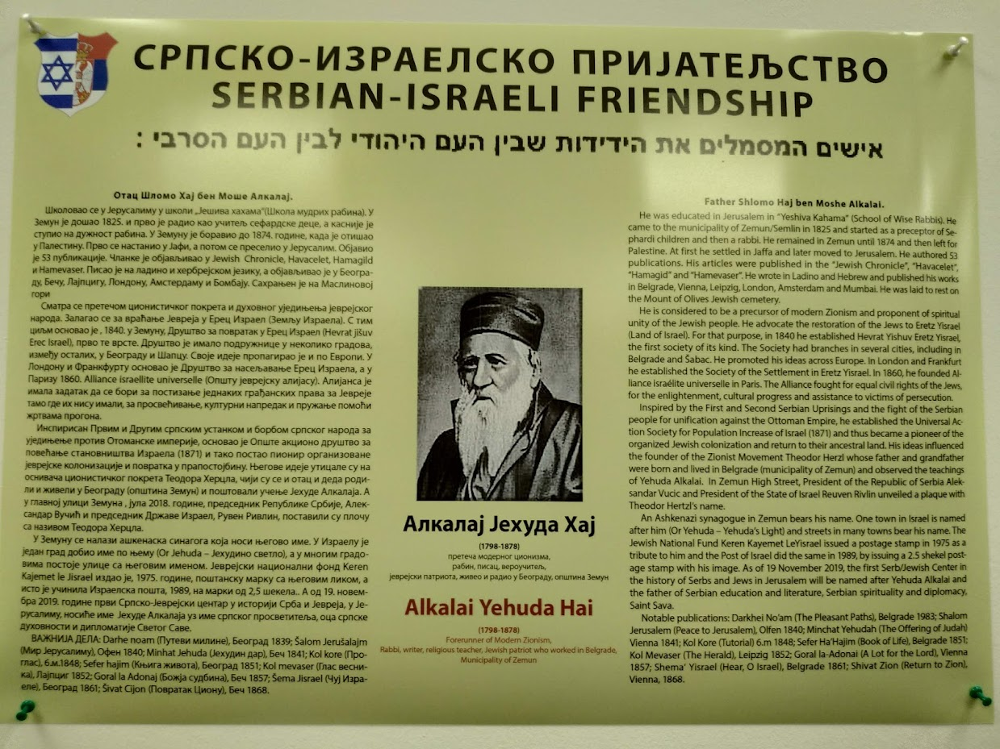 СРПСКО-ИЗРАЕЛСКО ПРИЈАТЕЉСТВО
SERBIAN-ISRAELI FRIENDSHIP
אישים המסמלים את הידידות שבין העם היהודי לבין העם הסרבי :
Отац Шломо Хај бен Моше Алкалај.
Школовао се у Јерусалиму у школи „Јешива хахама"(Школа мудрих рабина). У
Земун је дошао 1825. и прво је радио као учитељ сефардске деце, а касније је
ступио на дужност рабина. У Земуну је боравио до 1874. године, када је отишао
у Палестину. Прво се настанио у Јафи, а потом се преселио у Јерусалим. Објавио
је 53 публикације. Чланке је објављивао у Jewish Chronicle, Havacelet, Hamagild
и Hamevaser. Писао је на ладино и хербрејском језику, а објављивао је у Београ-
ду, Бечу, Лајпцигу, Лондону, Амстердаму и Бомбају. Сахрањен је на Маслиновој
гори
Сматра се претечом ционистичког покрета и духовног уједињења јеврејског
народа. Залагао се за враћање Јевреја у Ерец Израел (Земљу Израела). С тим
циљм основао је , 1840. у Земуну, Друштво за повратак у Ерец Израел (Hevrat jišuv
Erec Israel), прво те врсте. Друштво је имало подружнице у неколико градова,
између осталих, у Београду и Шапцу. Своје идеје пропагирао је и по Европи. У
Лондону и Франкфурту основао је Друштво за насељавање Ерец Израела, а у
Паризу 1860. Alliance israellite universelle (Општу јеврејску алијасу). Алијанса је
имала задатак да се бори за постизање једнаких грађанских права за Јевреје
тамо где их нису имали, за просвећивање, културни напредак и пружање помоћи
жртвама прогона.
Инспирисан Првим и Другим српским устанком и борбом српског народа за
уједињење против Отоманске империје, основао је Опште акционо друштво за
повећање становништва Израела (1871) и тако постао пионир организоване
јеврејске колонизације и повратка у прапостојбину. Његове идеје утицале су на
оснивача ционистичког покрета Теодора Херцла, чији су се и отац и деда роди-
ли и живели у Београду (општина Земун) и поштовали учење Јехуде Алкалаја. А
у главној улици Земуна , јула 2018. године, председник Републике Србије, Алек-
сандар Вучић и председник Државе Израел, Рувен Ривлин, поставили су плочу
са називом Теодора Херцла.
У Земуну се налази ашкенаска синагога која носи његово име. У Израелу је
један град добио име по њему (Or Jehuda – Јехудино светло), а у многим градо-
вима постоје улице са његовим именом. Јеврејски национални фонд Keren
Kajemet le Jisrael издао је, 1975. године, поштанску марку са његовим ликом, а
исто је учинила Израелска пошта, 1989, на марки од 2,5 шекела.. А од 19. новем-
бра 2019. године први Српско-Јеврејски центар у историји Срба и Јевреја, у Је-
русалиму, носиће име Јехуде Алкалаја уз име српског просветитеља, оца српске
духовности и дипломатије Светог Саве.
ВАЖНИЈА ДЕЛА: Darhe noam (Путеви милине), Београд 1839; Šalom Jerušalajm
(Мир Јерусалиму), Офен 1840; Minhat Jehuda (Јехудин дар), Беч 1841; Kol kore (Про-
глас), б.м.1848; Sefer hajim (Књига живота), Београд 1851; Kol mevaser (Глас весни-
ка), Лајпциг 1852; Goral la Adonaj (Божја судбина), Беч 1857; Šema Jisrael (Чуј Изра-
еле), Београд 1861; Šivat Cijon (Повратак Циону), Беч 1868.
Алкалај Јехуда Хај
(1798-1878)
претеча модерног ционизма,
рабин, писац, вероучитељ,
јеврејски патриота, живео и радио у Београду, општина Земун
Alkalai Yehuda Hai
(1798-1878)
Forerunner of Modern Zionism,
Rabbi, writer, religious teacher, Jewish patriot who worked in Belgrade,
Municipality of Zemun
Father Shlomo Haj ben Moshe Alkalai.
He was educated in Jerusalem in "Yeshiva Kahama" (School of Wise Rabbis). He
came to the municipality of Zemun/Semlin in 1825 and started as a preceptor of Se-
phardi children and then a rabbi. He remained in Zemun until 1874 and then left for
Palestine. At first he settled in Jaffa and later moved to Jerusalem. He authored 53
publications. His articles were published in the "Jewish Chronicle", "Havacelet",
"Hamagid" and "Hamevaser". He wrote in Ladino and Hebrew and published his works
in Belgrade, Vienna, Leipzig, London, Amsterdam and Mumbai. He was laid to rest on
the Mount of Olives Jewish cemetery.
He is considered to be a precursor of modern Zionism and proponent of spiritual
unity of the Jewish people. He advocate the restoration of the Jews to Eretz Yisrael
(Land of Israel). For that purpose, in 1840 he established Hevrat Yishuv Eretz Yisrael,
the first society of its kind. The Society had branches in several cities, including in
Belgrade and Šabac. He promoted his ideas across Europe. In London and Frankfurt
he established the Society of the Settlement in Eretz Yisrael. In 1860, he founded Al-
liance israélite universelle in Paris. The Alliance fought for equal civil rights of the Jews,
for the enlightenment, cultural progress and assistance to victims of persecution.
Inspired by the First and Second Serbian Uprisings and the fight of the Serbian
people for unification against the Ottoman Empire, he established the Universal Ac-
tion Society for Population Increase of Israel (1871) and thus became a pioneer of the
organized Jewish colonization and return to their ancestral land. His ideas influenced
the founder of the Zionist Movement Theodor Herzl whose father and grandfather
were born and lived in Belgrade (municipality of Zemun) and observed the teachings
of Yehuda Alkalai. In Zemun High Street, President of the Republic of Serbia Alek-
sandar Vucic and President of the State of Israel Reuven Rivlin unveiled a plaque with
Theodor Hertzl's name.
An Ashkenazi synagogue in Zemun bears his name. One town in Israel is named
after him (Or Yehuda – Yehuda's Light) and streets in many towns bear his name. The
Jewish National Fund Keren Kayemet LeYisrael issued a postage stamp in 1975 as a
tribute to him and the Post of Israel did the same in 1989, by issuing a 2.5 shekel post-
age stamp with his image. As of 19 November 2019, the first Serb/Jewish Center in
the history of Serbs and Jews in Jerusalem will be named after Yehuda Alkalai and
the father of Serbian education and literature, Serbian spirituality and diplomacy,
Saint Sava.
Notable publications: Darkhei No'am (The Pleasant Paths), Belgrade 1983; Shalom
Jerusalem (Peace to Jerusalem), Olfen 1840; Minchat Yehudah (The Offering of Judah)
Vienna 1841; Kol Kore (Tutorial) 6.m 1848; Sefer Ha'Hajim (Book of Life), Belgrade 1851;
Kol Mevaser (The Herald), Leipzig 1852; Goral la-Adonai (A Lot for the Lord), Vienna
1857; Shema' Yisrael (Hear, O Israel), Belgrade 1861; Shivat Zion (Return to Zion),
Vienna, 1868.